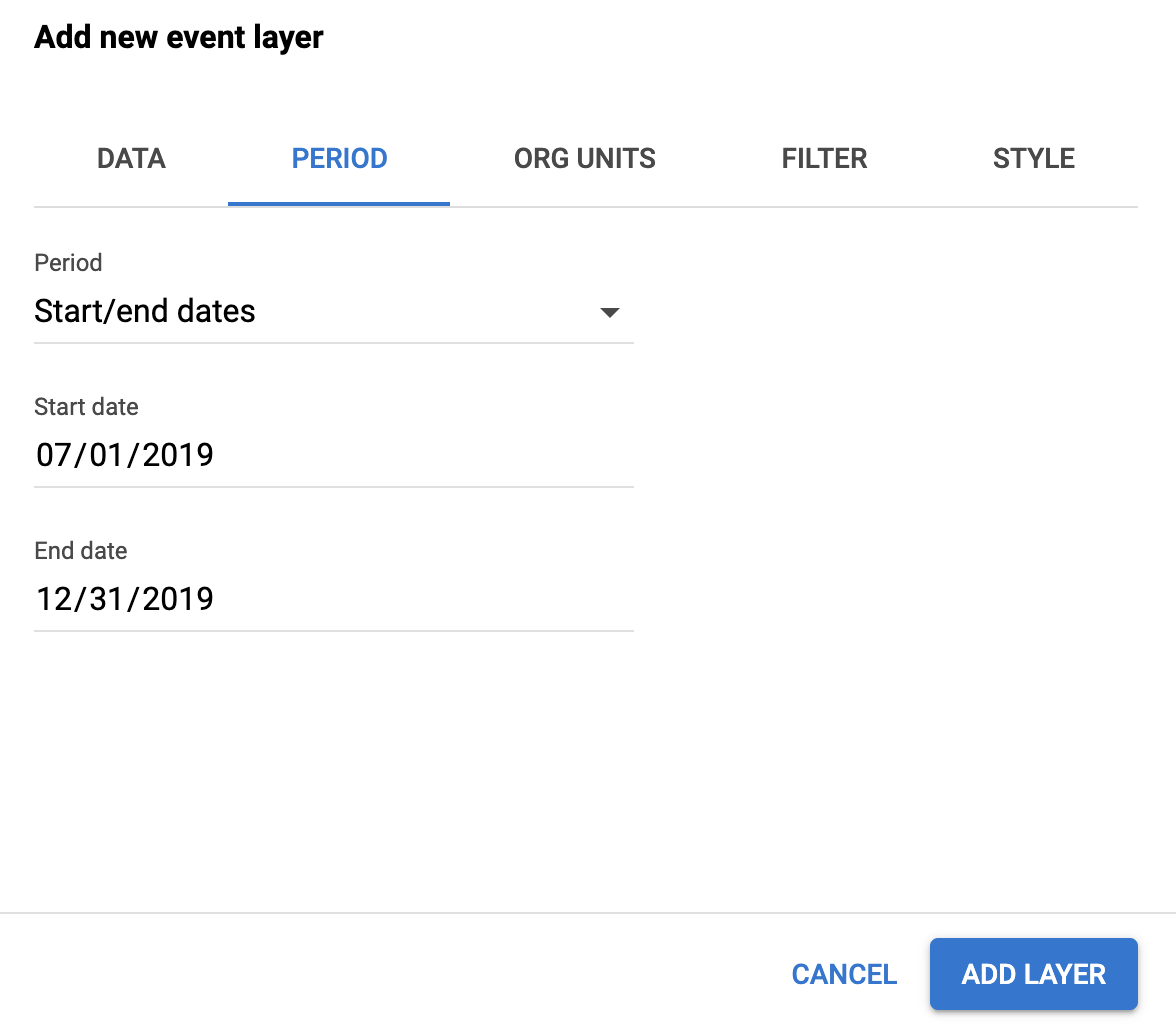 Add new event layer
DATA PERIOD ORG UNITS FILTER STYLE
Period
Start/end dates
Start date
07/01/2019
End date
12/31/2019
CANCEL ADD LAYER